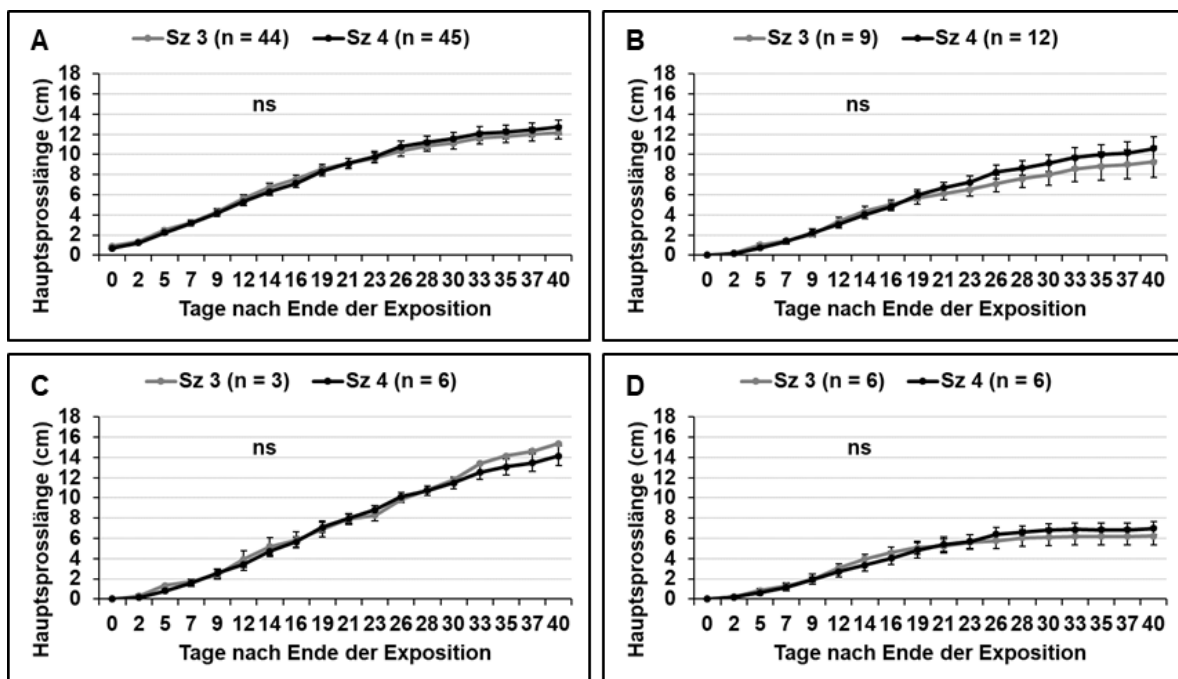 A
Sz 3 (n = 44) Sz 4 (n = 45)
Hauptsprosslänge (cm)
18
16
14
12
10
8
6
4
2
0
ns
0 2 5 7 9 12 14 16 19 21 23 26 28 30 33 35 37 40
Tage nach Ende der Exposition
B
Sz 3 (n = 9) Sz 4 (n = 12)
Hauptsprosslänge (cm)
18
16
14
12
10
8
6
4
2
0
ns
0 2 5 7 9 12 14 16 19 21 23 26 28 30 33 35 37 40
Tage nach Ende der Exposition
C
Sz 3 (n = 3) Sz 4 (n = 6)
Hauptsprosslänge (cm)
18
16
14
12
10
8
6
4
2
0
ns
0 2 5 7 9 12 14 16 19 21 23 26 28 30 33 35 37 40
Tage nach Ende der Exposition
D
Sz 3 (n = 6) Sz 4 (n = 6)
Hauptsprosslänge (cm)
18
16
14
12
10
8
6
4
2
0
ns
0 2 5 7 9 12 14 16 19 21 23 26 28 30 33 35 37 40
Tage nach Ende der Exposition